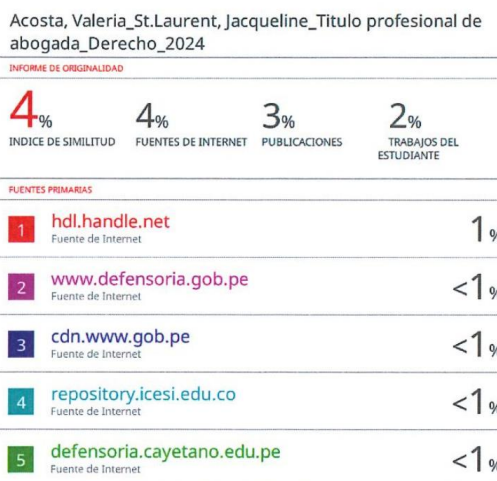 Acosta, Valeria_St.Laurent, Jacqueline_Titulo profesional de
abogada_Derecho_2024
INFORME DE ORIGINALIDAD
4% 4% 3% 2%
INDICE DE SIMILITUD FUENTES DE INTERNET PUBLICACIONES TRABAJOS DEL
ESTUDIANTE
FUENTES PRIMARIAS
1 hdl.handle.net 1%
Fuente de Internet
2 www.defensoria.gob.pe <1%
Fuente de Internet
3 cdn.www.gob.pe <1%
Fuente de Internet
4 repository.icesi.edu.co <1%
Fuente de Internet
5 defensoria.cayetano.edu.pe <1%
Fuente de Internet